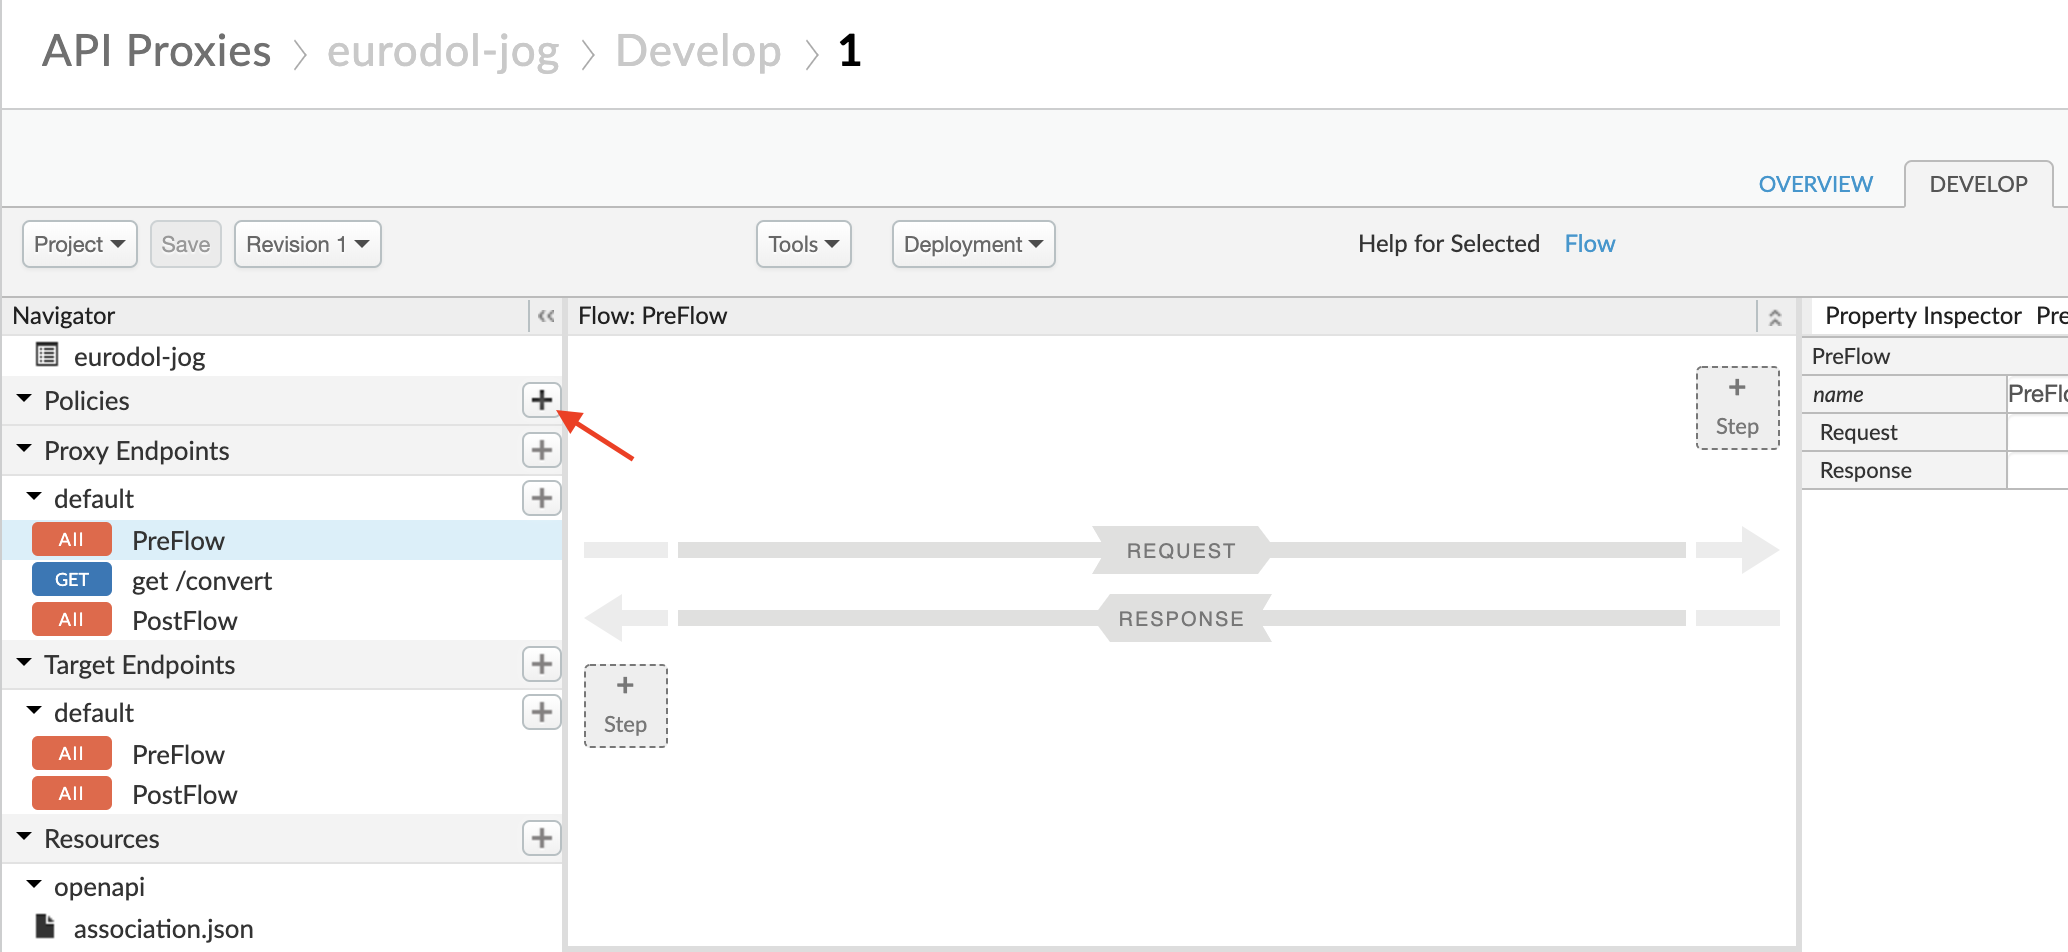 API Proxies > eurodol-jog > Develop > 1
OVERVIEW DEVELOP
Project Save Revision 1 Tools Deployment Help for Selected Flow
Navigator
eurodol-jog
Policies
Proxy Endpoints
default
All PreFlow
GET get /convert
All PostFlow
Target Endpoints
default
All PreFlow
All PostFlow
Resources
openapi
association.json
Flow: PreFlow
+
Step
REQUEST
RESPONSE
+
Step
Property Inspector Pre
PreFlow
name PreFlo
Request
Response